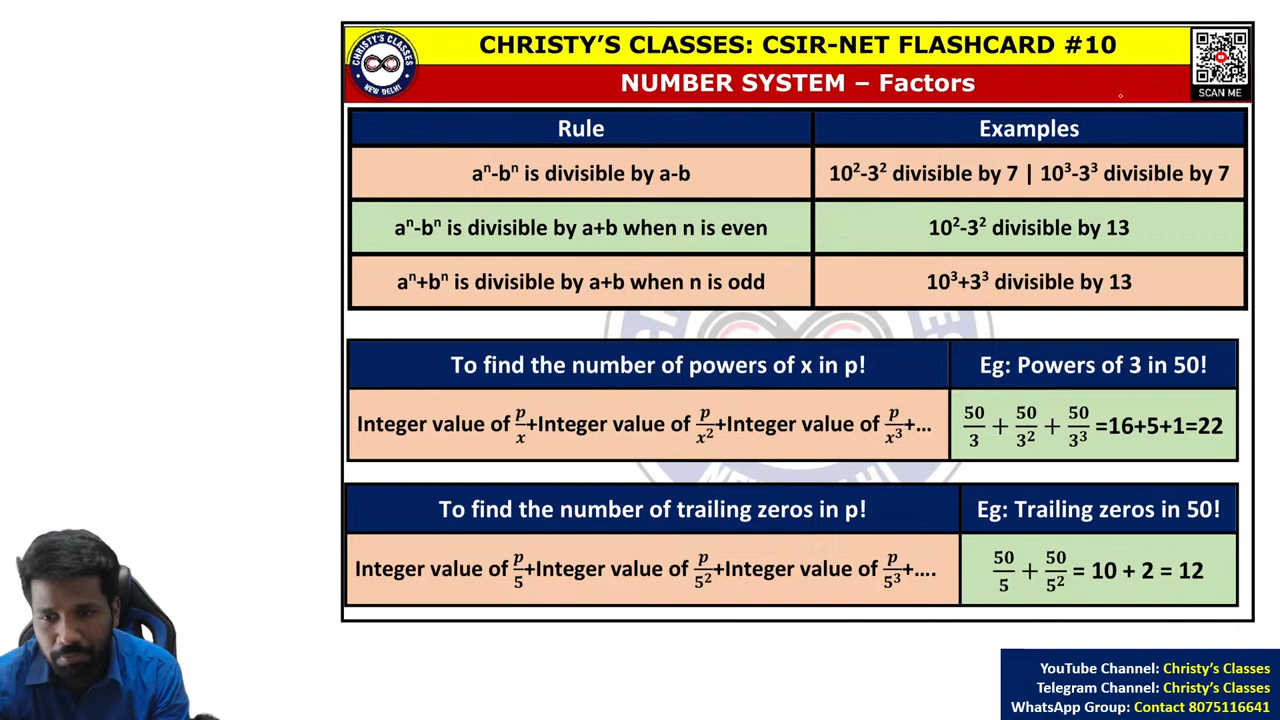 CHRISTY'S CLASSES: CSIR-NET FLASHCARD #10
NUMBER SYSTEM – Factors
CHRISTY'S CLASSES
NEW DELHI
SCAN ME
Rule
Examples
aⁿ-bⁿ is divisible by a-b
10²-3² divisible by 7 | 10³-3³ divisible by 7
aⁿ-bⁿ is divisible by a+b when n is even
10²-3² divisible by 13
aⁿ+bⁿ is divisible by a+b when n is odd
10³+3³ divisible by 13
To find the number of powers of x in p!
Eg: Powers of 3 in 50!
Integer value of p/x+Integer value of p/x²+Integer value of p/x³+...
50/3 + 50/3² + 50/3³ =16+5+1=22
To find the number of trailing zeros in p!
Eg: Trailing zeros in 50!
Integer value of p/5+Integer value of p/5²+Integer value of p/5³+....
50/5 + 50/5² = 10 + 2 = 12
YouTube Channel: Christy's Classes
Telegram Channel: Christy's Classes
WhatsApp Group: Contact 8075116641